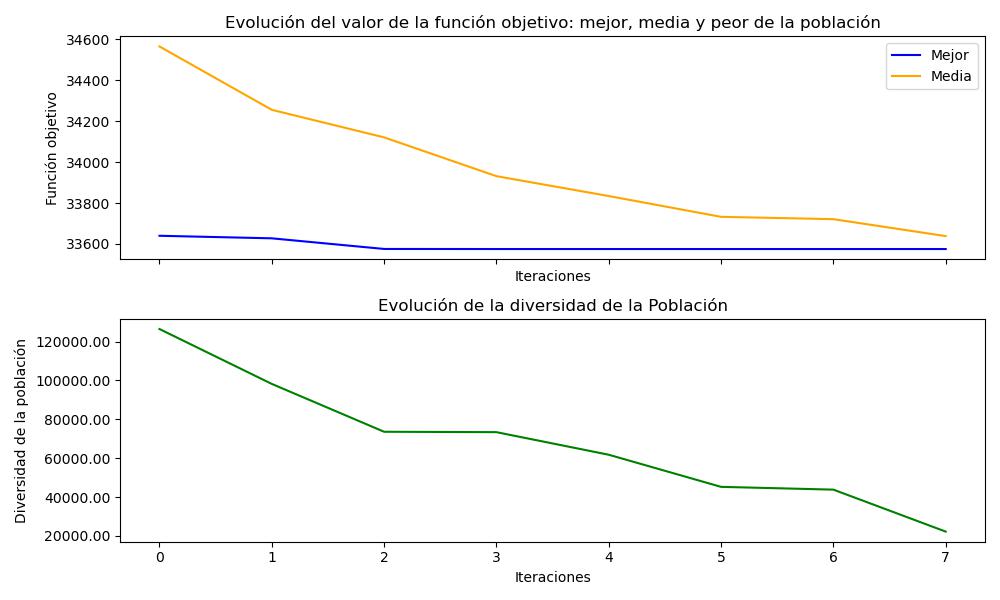 Evolución del valor de la función objetivo: mejor, media y peor de la población
34600
34400
34200
34000
33800
33600
Función objetivo
Mejor
Media
Iteraciones
Evolución de la diversidad de la Población
120000.00
100000.00
80000.00
60000.00
40000.00
20000.00
Diversidad de la población
0 1 2 3 4 5 6 7
Iteraciones